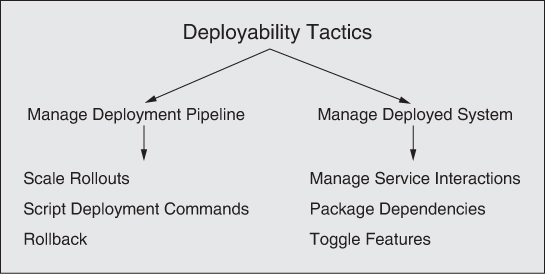 Deployability Tactics
Manage Deployment Pipeline
Manage Deployed System
Scale Rollouts
Script Deployment Commands
Rollback
Manage Service Interactions
Package Dependencies
Toggle Features